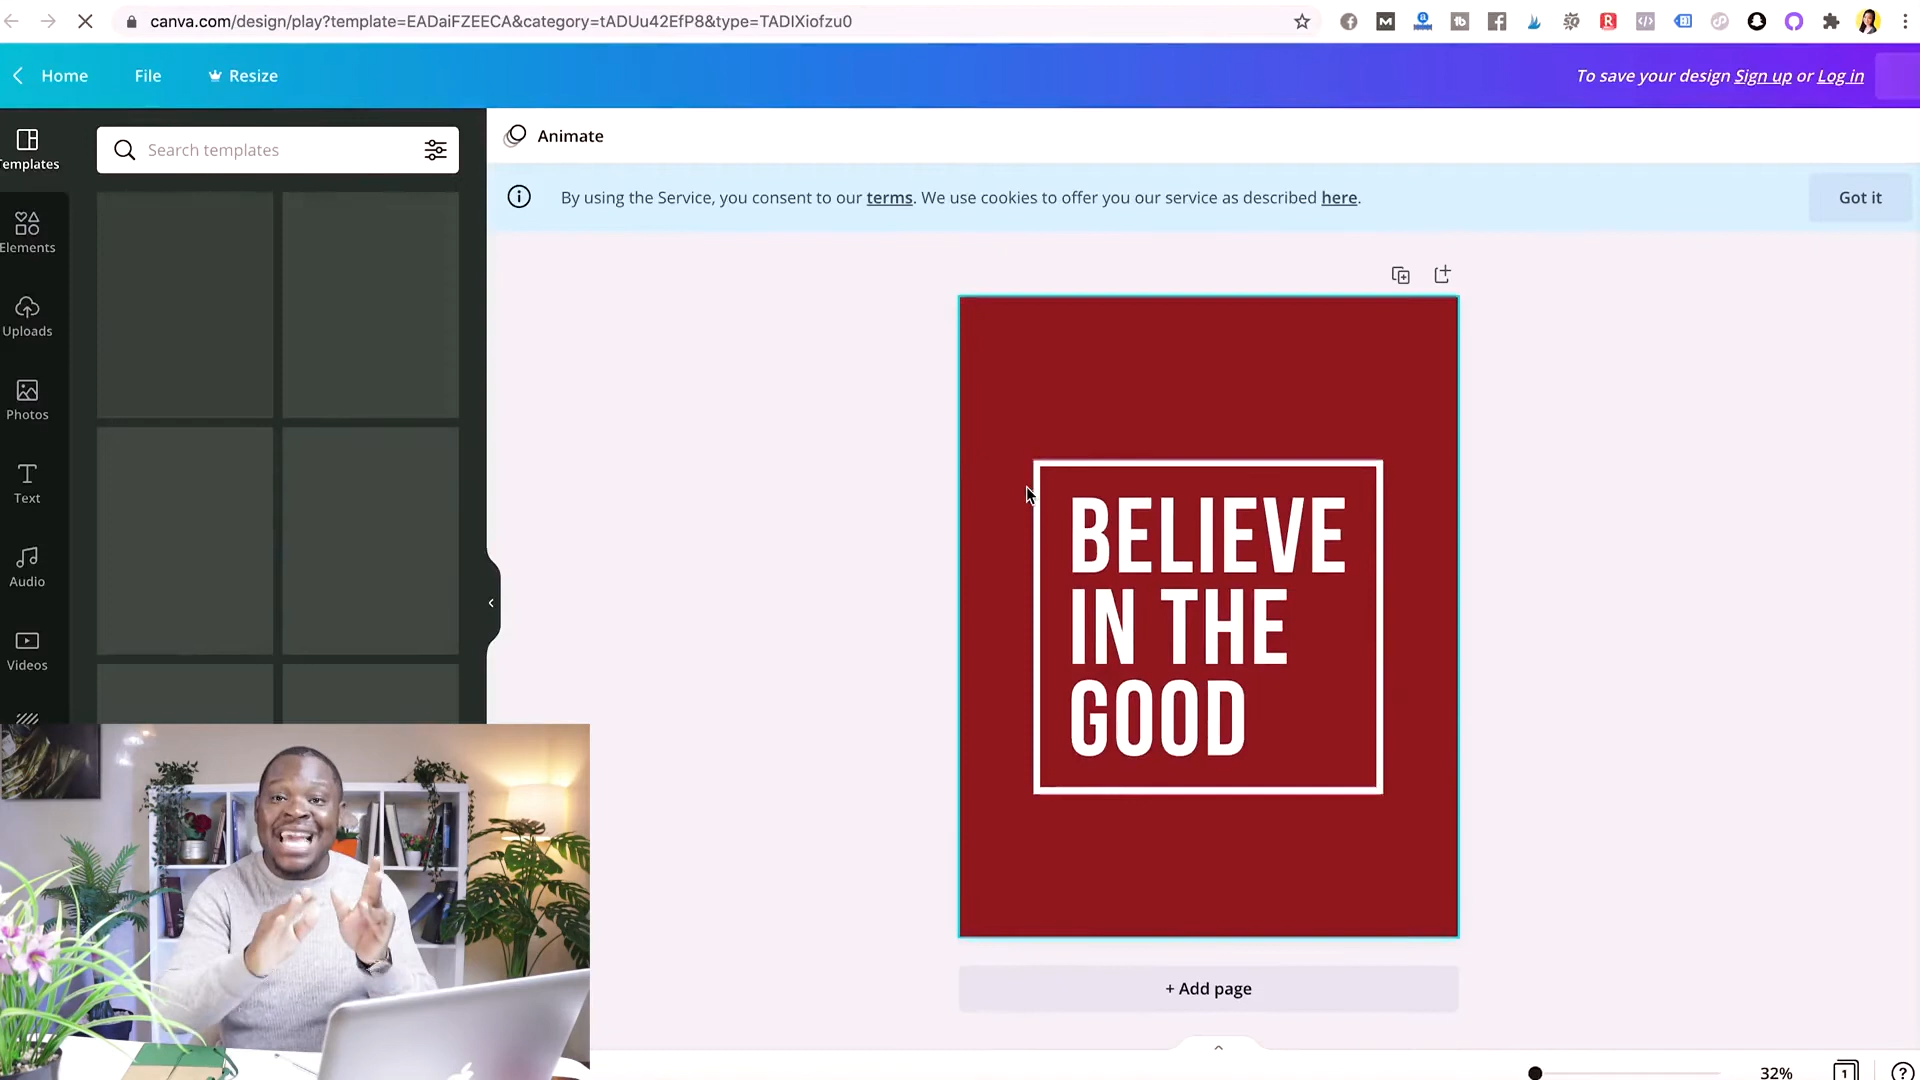 canva.com/design/play?template=EADaiFZEECA&category=tADUu42EfP8&type=TADIXiofzu0
Home File Resize
To save your design Sign up or Log in
Templates
Search templates
Animate
By using the Service, you consent to our terms. We use cookies to offer you our service as described here.
Got it
Elements
Uploads
Photos
Text
Audio
Videos
BELIEVE
IN THE
GOOD
+ Add page
32%
1
?